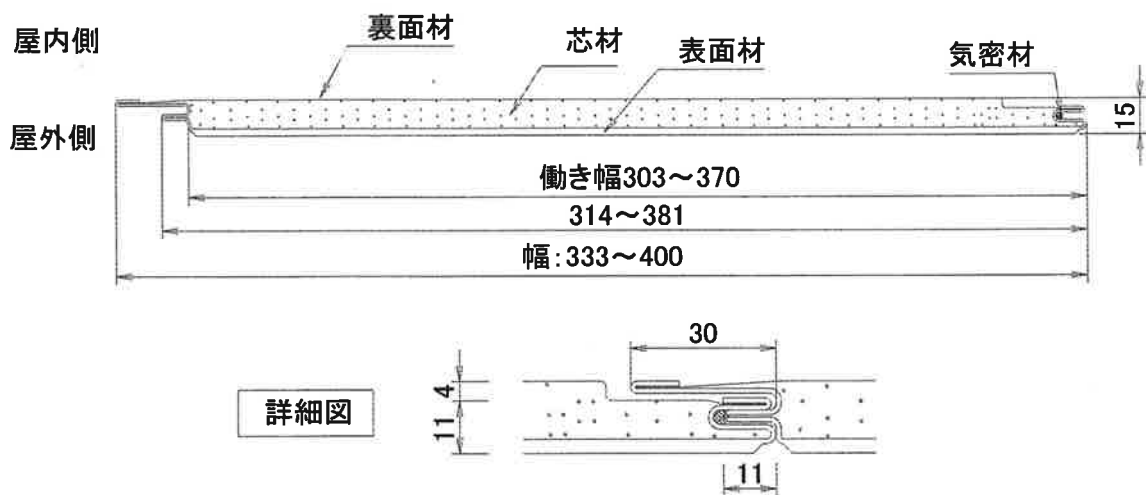 屋内側
裏面材
芯材
表面材
気密材
屋外側
15
働き幅303～370
314～381
幅:333～400
30
4
11
詳細図
11